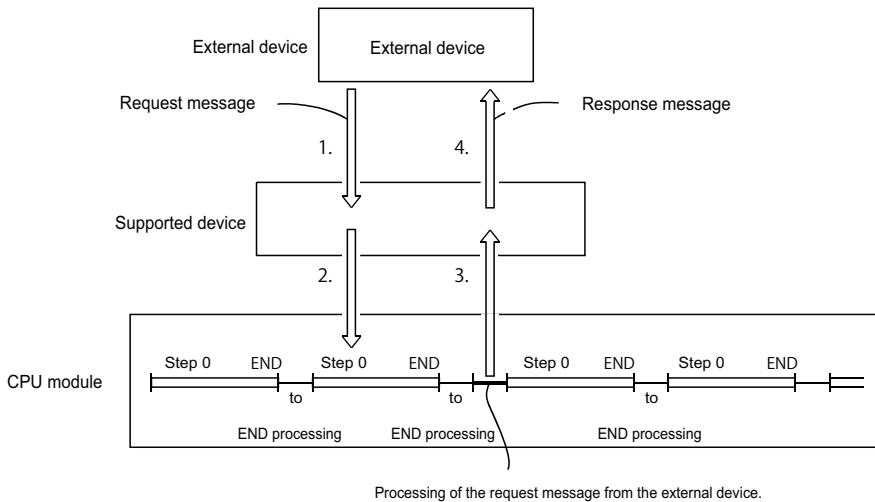 External device
External device
Request message
Response message
1.
4.
Supported device
2.
3.
Step 0
END
Step 0
END
Step 0
END
Step 0
END
CPU module
to
to
to
END processing
END processing
END processing
Processing of the request message from the external device.